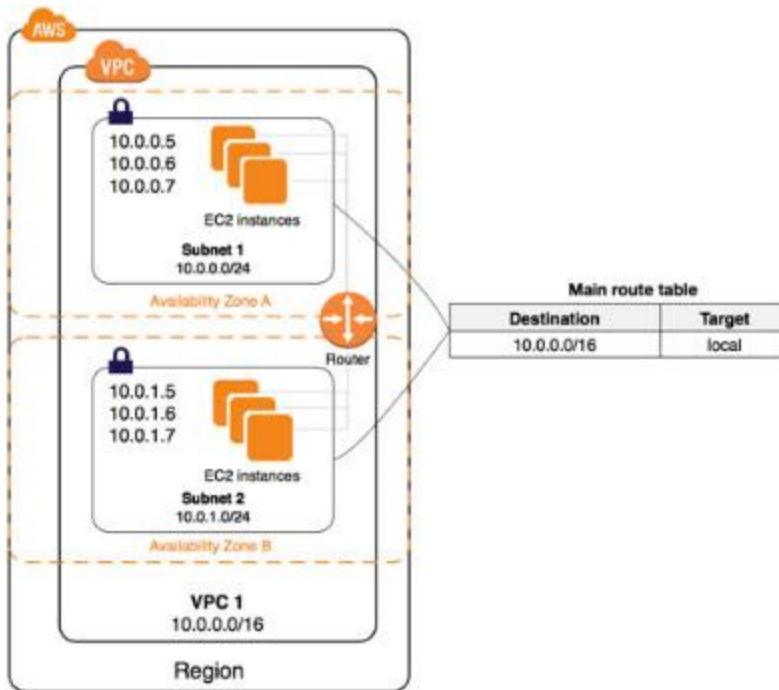 AWS
VPC
10.0.0.5
10.0.0.6
10.0.0.7
EC2 instances
Subnet 1
10.0.0.0/24
Availability Zone A
Router
10.0.1.5
10.0.1.6
10.0.1.7
EC2 instances
Subnet 2
10.0.1.0/24
Availability Zone B
VPC 1
10.0.0.0/16
Region
Main route table
Destination Target
10.0.0.0/16 local